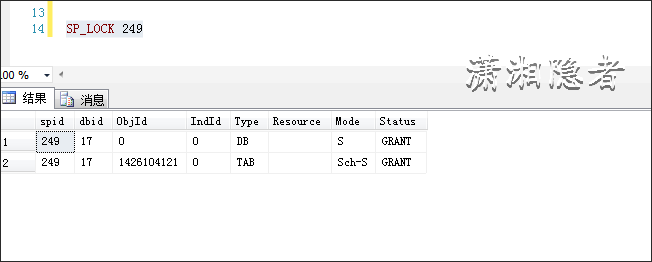 13
14 SP_LOCK 249
00 %
潇湘隐者
结果 消息
spid dbid ObjId IndId Type Resource Mode Status
1 249 17 0 0 DB S GRANT
2 249 17 1426104121 0 TAB Sch-S GRANT